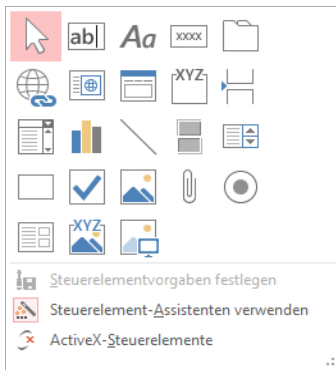 ab
Aa
xxxx
XYZ
XYZ
Steuerelementvorgaben festlegen
Steuerelement-Assistenten verwenden
ActiveX-Steuerelemente